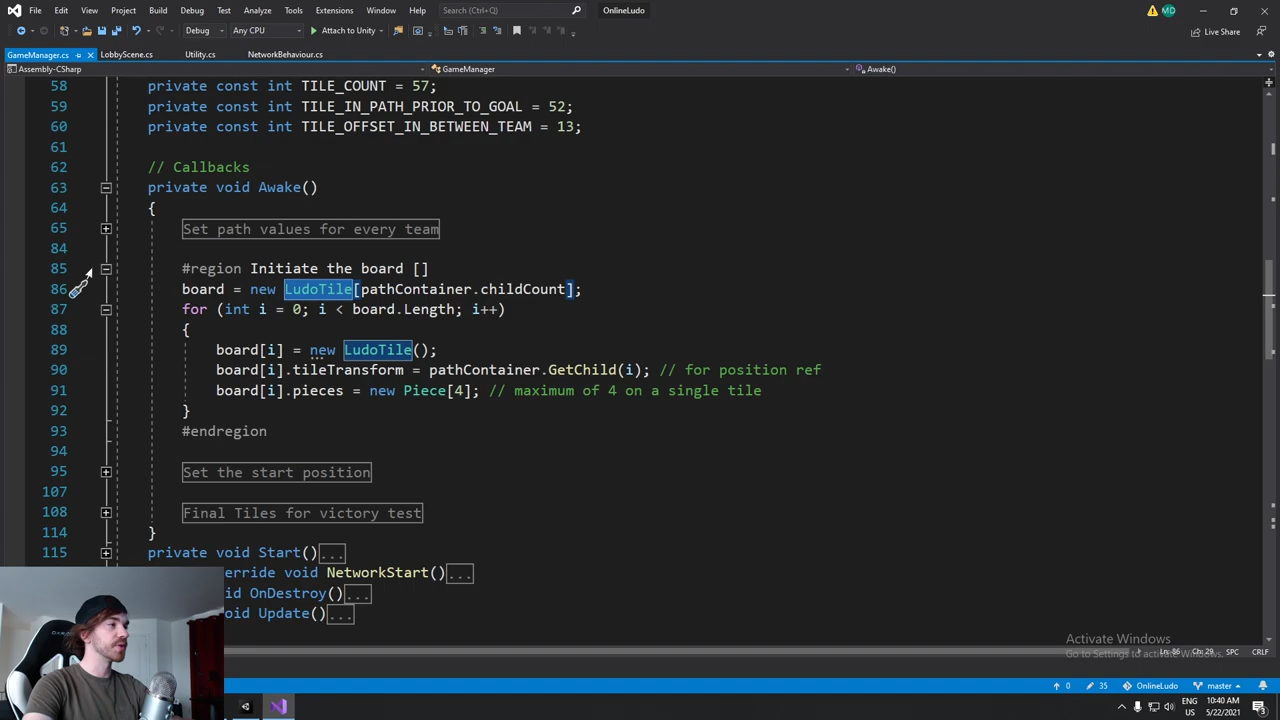 File Edit View Project Build Debug Test Analyze Tools Extensions Window Help Search (Ctrl+Q) OnlineLudo MD
Debug Any CPU Attach to Unity Live Share
GameManager.cs LobbyScene.cs Utility.cs NetworkBehaviour.cs
Assembly-CSharp GameManager Awake()
58 private const int TILE_COUNT = 57;
59 private const int TILE_IN_PATH_PRIOR_TO_GOAL = 52;
60 private const int TILE_OFFSET_IN_BETWEEN_TEAM = 13;
61
62 // Callbacks
63 private void Awake()
64 {
65 Set path values for every team
84
85 #region Initiate the board []
86 board = new LudoTile[pathContainer.childCount];
87 for (int i = 0; i < board.Length; i++)
88 {
89 board[i] = new LudoTile();
90 board[i].tileTransform = pathContainer.GetChild(i); // for position ref
91 board[i].pieces = new Piece[4]; // maximum of 4 on a single tile
92 }
93 #endregion
94
95 Set the start position
107
108 Final Tiles for victory test
114 }
115 private void Start()...
erride void NetworkStart()...
id OnDestroy()...
oid Update()...
Activate Windows
Go to Settings to activate Windows.
Ln: 86 Ch: 29 SPC CRLF
0 35 OnlineLudo master
ENG 10:40 AM
US 5/22/2021 3